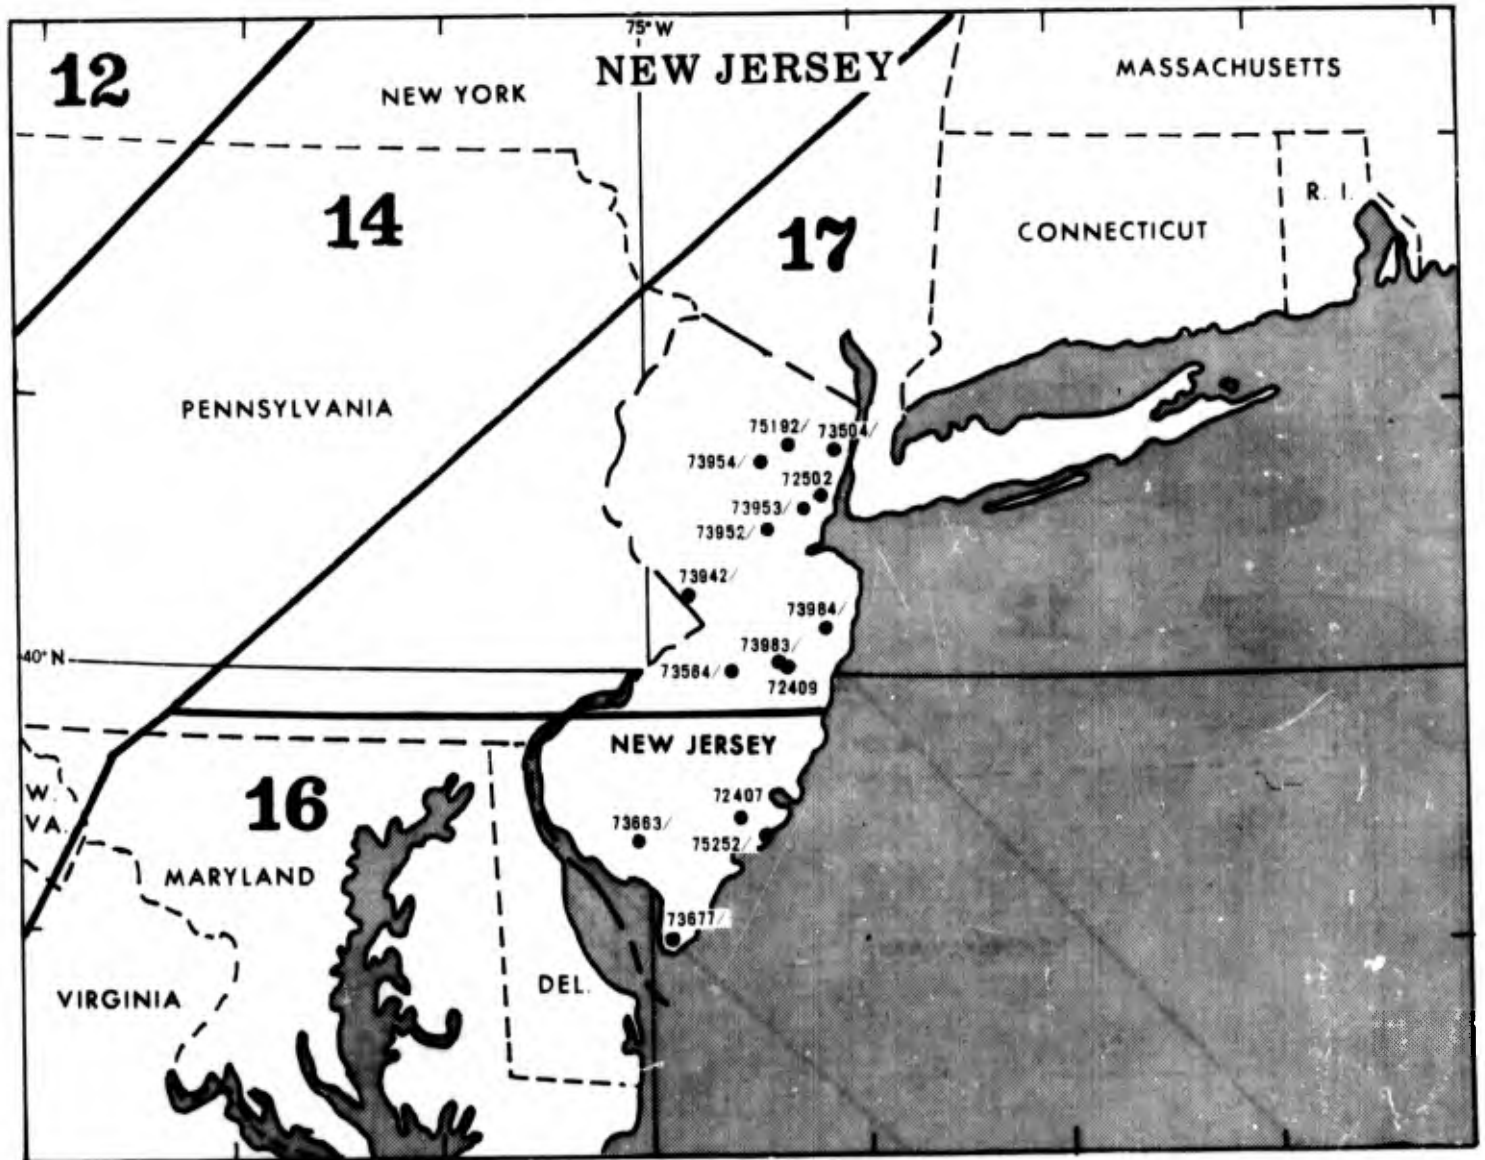 75° W
NEW JERSEY
MASSACHUSETTS
12
NEW YORK
R. I.
14
17
CONNECTICUT
PENNSYLVANIA
75192/
73504/
73954/
72502
73953/
73952/
73942/
73984/
73983/
40° N
73564/
72409
NEW JERSEY
16
W.
VA.
72407
73663/
75252/
MARYLAND
73677/
DEL.
VIRGINIA